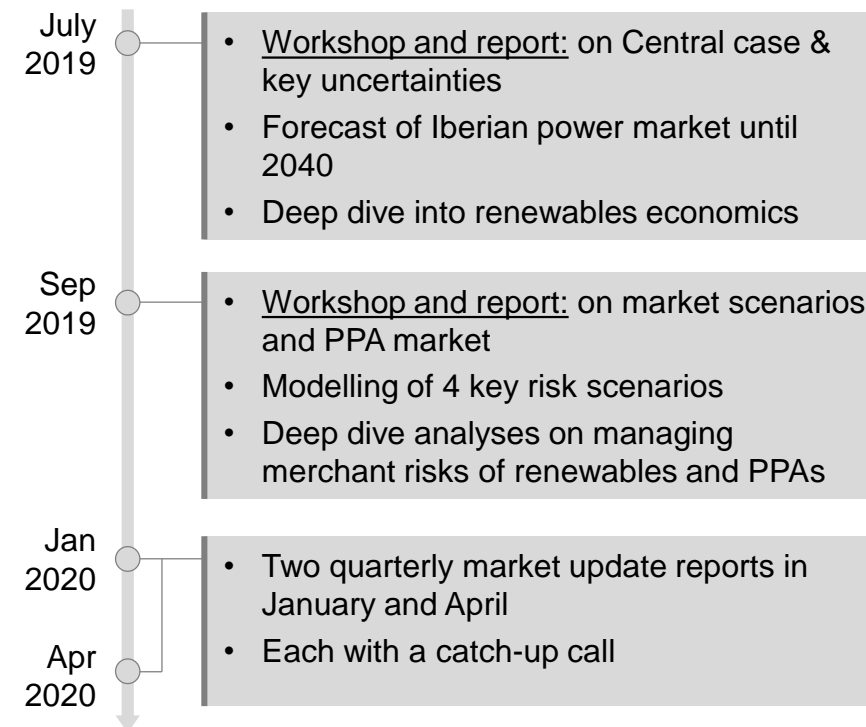 July
2019
• Workshop and report: on Central case &
key uncertainties
• Forecast of Iberian power market until
2040
• Deep dive into renewables economics
Sep
2019
• Workshop and report: on market scenarios
and PPA market
• Modelling of 4 key risk scenarios
• Deep dive analyses on managing
merchant risks of renewables and PPAs
Jan
2020
• Two quarterly market update reports in
January and April
• Each with a catch-up call
Apr
2020